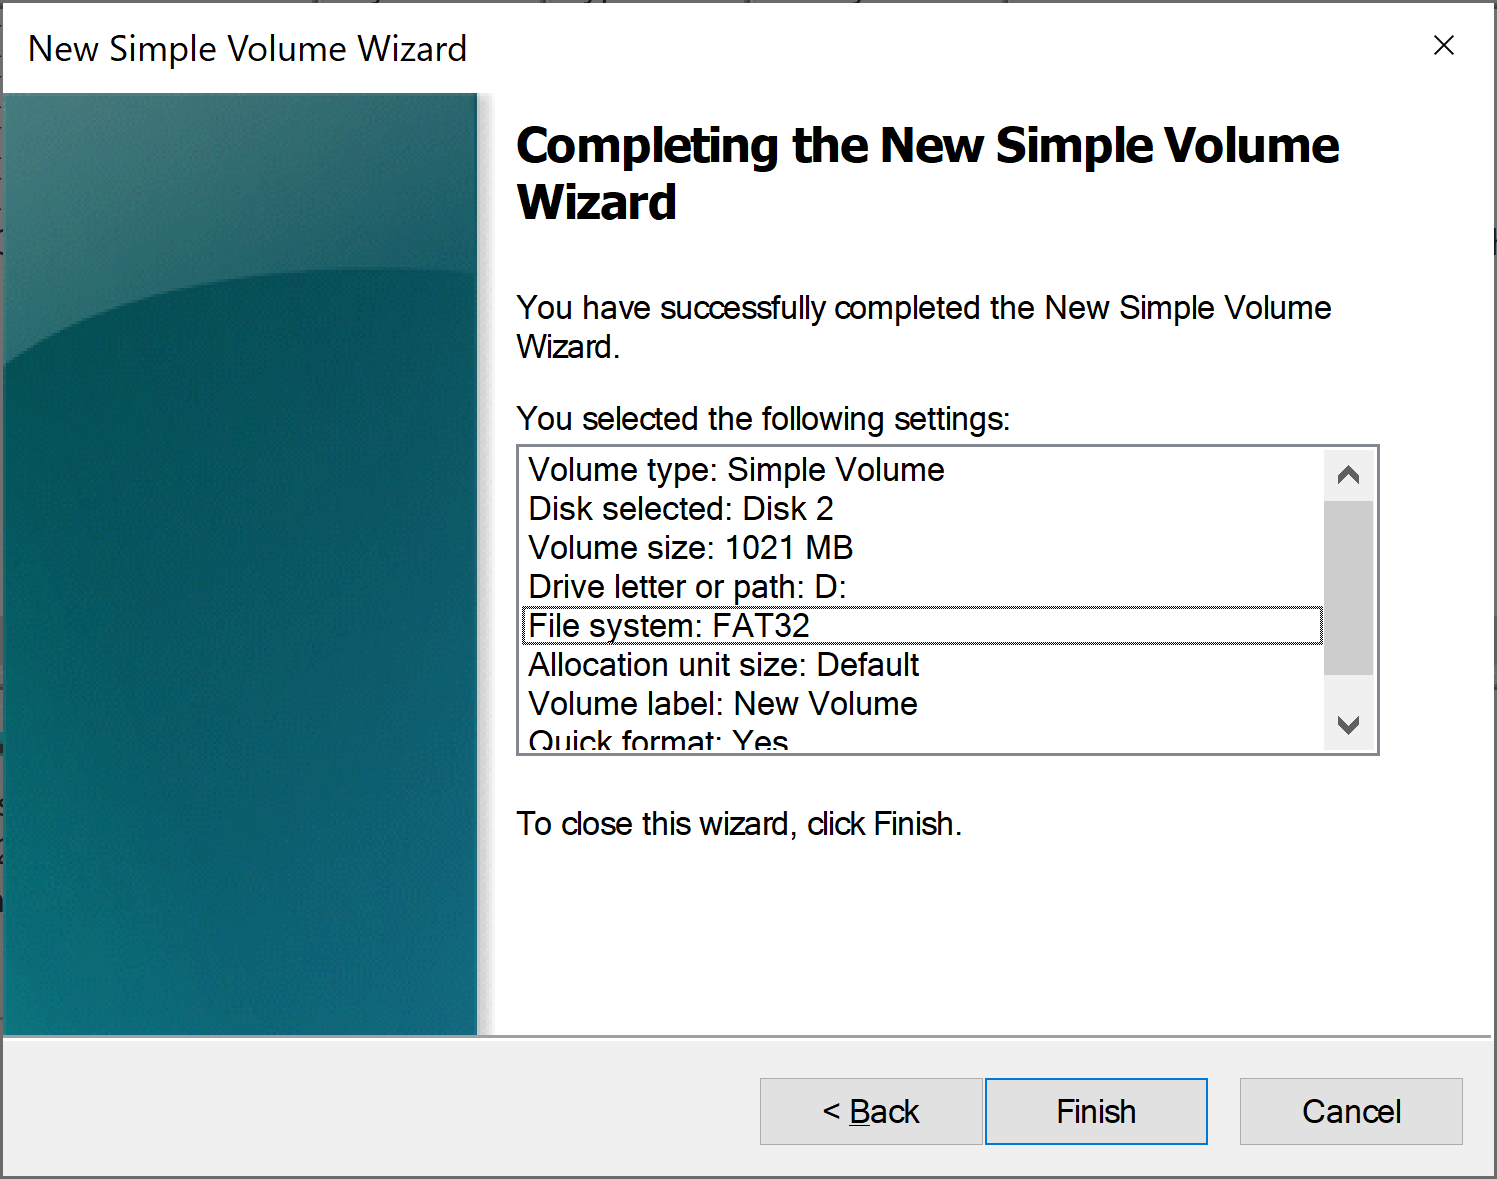 New Simple Volume Wizard
Completing the New Simple Volume
Wizard
You have successfully completed the New Simple Volume
Wizard.
You selected the following settings:
Volume type: Simple Volume
Disk selected: Disk 2
Volume size: 1021 MB
Drive letter or path: D:
File system: FAT32
Allocation unit size: Default
Volume label: New Volume
Quick format: Yes
To close this wizard, click Finish.
< Back
Finish
Cancel